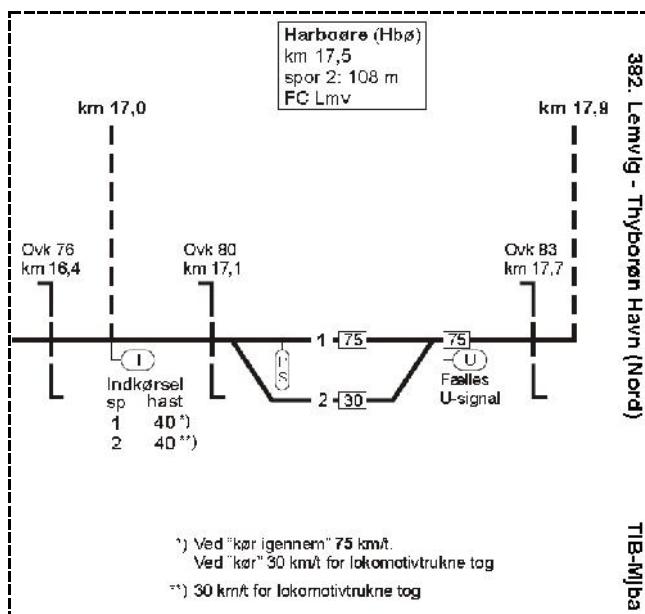 Harboøre (Hbø)
km 17,5
spor 2: 108 m
FC Lmv
km 17,0
km 17,8
Ovk 76
km 16,4
Ovk 80
km 17,1
Ovk 83
km 17,7
1 75
75
I
U
Indkørsel
sp hast
1 40 *)
2 40 **)
2 30
Fælles
U-signal
*) Ved "kør igennem" 75 km/t.
Ved "kør" 30 km/t for lokomotivtrukne tog
**) 30 km/t for lokomotivtrukne tog
382. Lemvig - Thyborøn Havn (Nord)
TIB-Mjba